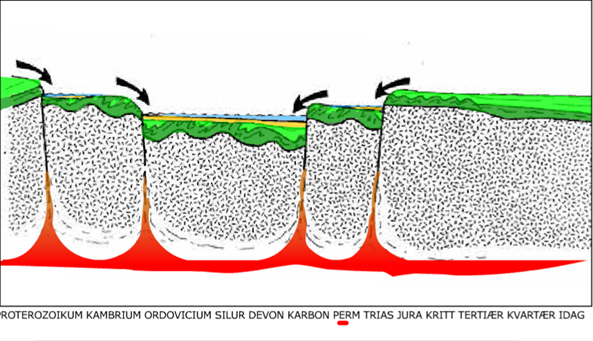 PROTEROZOIKUM KAMBRIUM ORDOVICIUM SILUR DEVON KARBON PERM TRIAS JURA KRITT TERTIÆR KVARTÆR IDAG